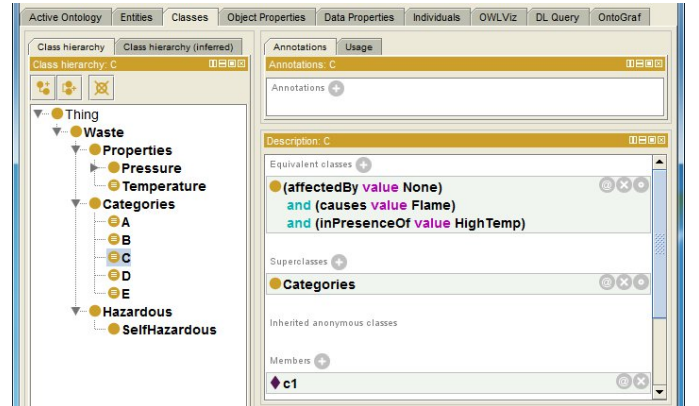 Active Ontology Entities Classes Object Properties Data Properties Individuals OWLViz DL Query OntoGraf
Class hierarchy Class hierarchy (inferred)
Class hierarchy: C
Thing
Waste
Properties
Pressure
Temperature
Categories
A
B
C
D
E
Hazardous
SelfHazardous
Annotations Usage
Annotations: C
Annotations
Description: C
Equivalent classes
(affectedBy value None)
and (causes value Flame)
and (inPresenceOf value HighTemp)
Superclasses
Categories
Inherited anonymous classes
Members
c1